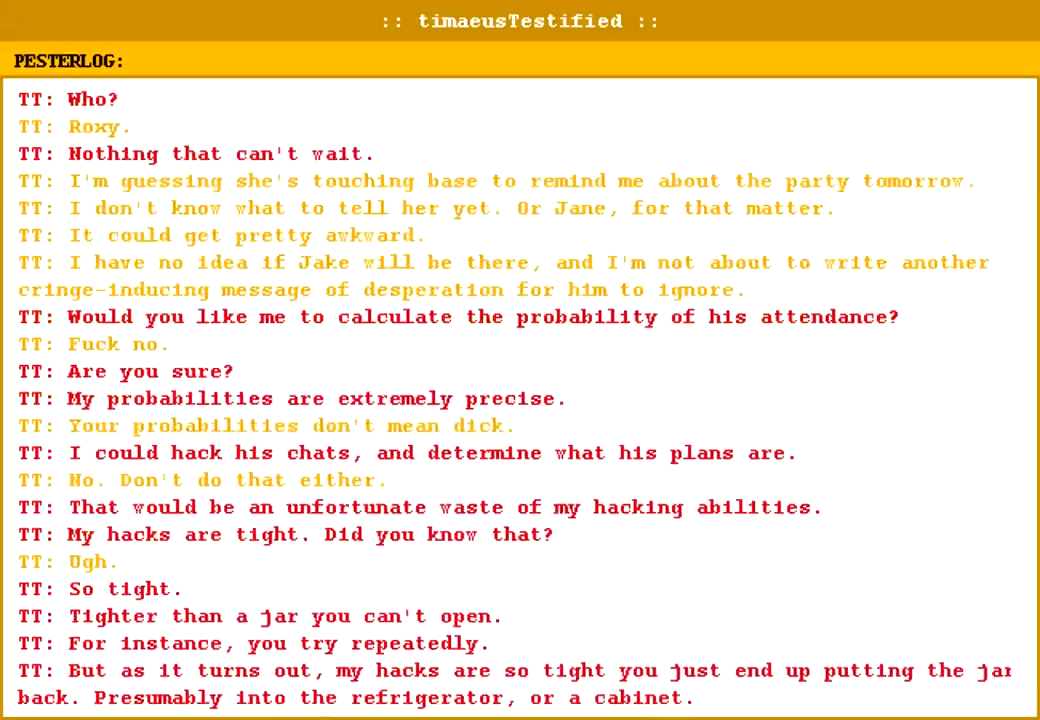 :: timaeusTestified ::
PESTERLOG:
TT: Who?
TT: Roxy.
TT: Nothing that can't wait.
TT: I'm guessing she's touching base to remind me about the party tomorrow.
TT: I don't know what to tell her yet. Or Jane, for that matter.
TT: It could get pretty awkward.
TT: I have no idea if Jake will be there, and I'm not about to write another
cringe-inducing message of desperation for him to ignore.
TT: Would you like me to calculate the probability of his attendance?
TT: Fuck no.
TT: Are you sure?
TT: My probabilities are extremely precise.
TT: Your probabilities don't mean dick.
TT: I could hack his chats, and determine what his plans are.
TT: No. Don't do that either.
TT: That would be an unfortunate waste of my hacking abilities.
TT: My hacks are tight. Did you know that?
TT: Ugh.
TT: So tight.
TT: Tighter than a jar you can't open.
TT: For instance, you try repeatedly.
TT: But as it turns out, my hacks are so tight you just end up putting the jar
back. Presumably into the refrigerator, or a cabinet.